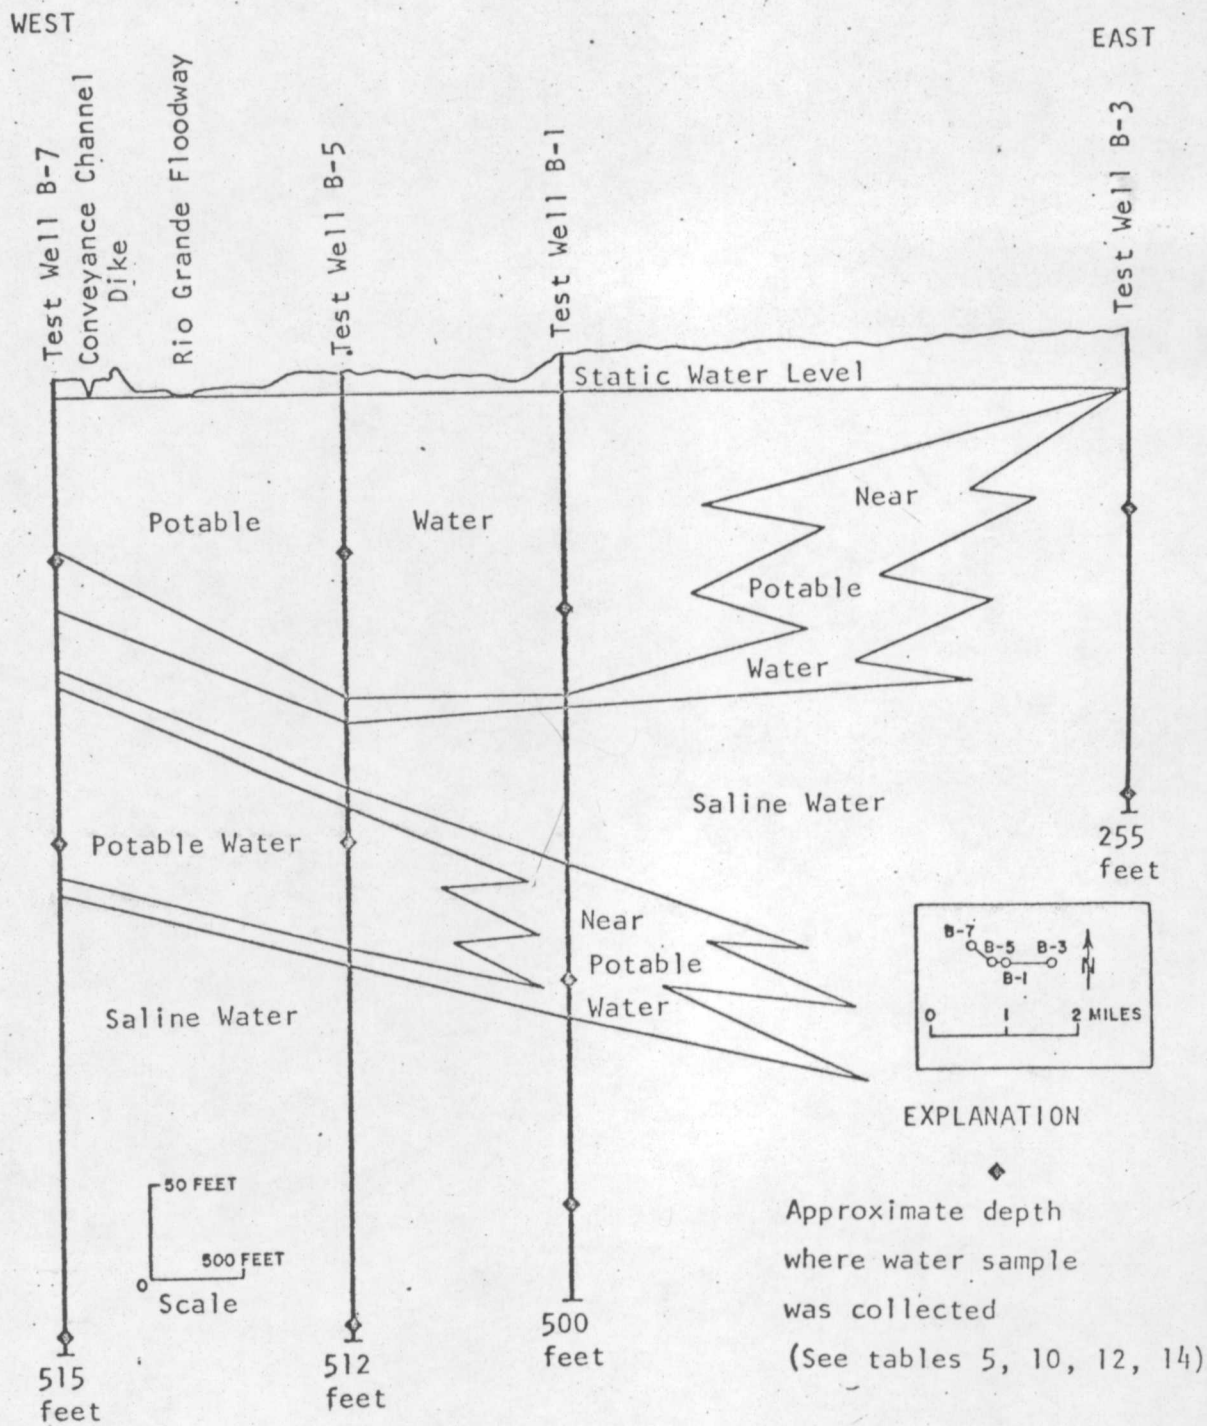 WEST
EAST
Test Well B-7
Conveyance Channel
Dike
Rio Grande Floodway
Test Well B-5
Test Well B-1
Test Well B-3
Static Water Level
Potable
Water
Near
Potable
Water
Saline Water
Potable Water
Near
Potable
Water
Saline Water
255
feet
B-7
B-5
B-3
B-1
N
0
1
2 MILES
EXPLANATION
Approximate depth
where water sample
was collected
(See tables 5, 10, 12, 14)
50 FEET
500 FEET
0
Scale
515
feet
512
feet
500
feet